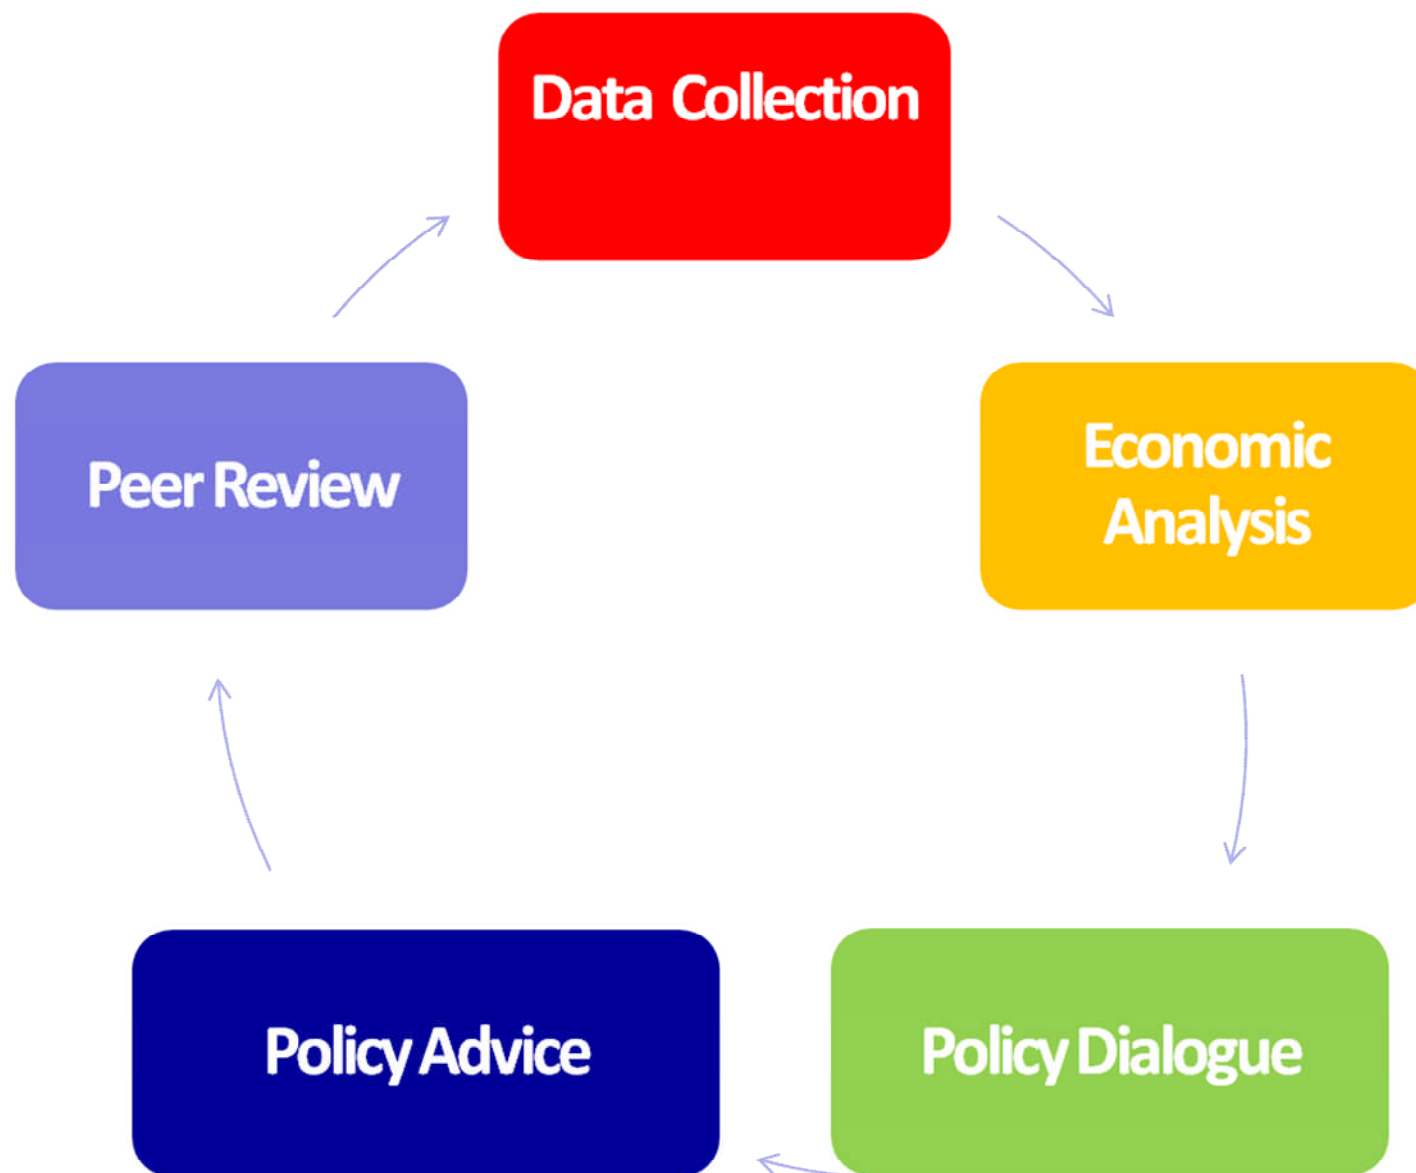 Data Collection
Economic
Analysis
Policy Dialogue
Policy Advice
Peer Review